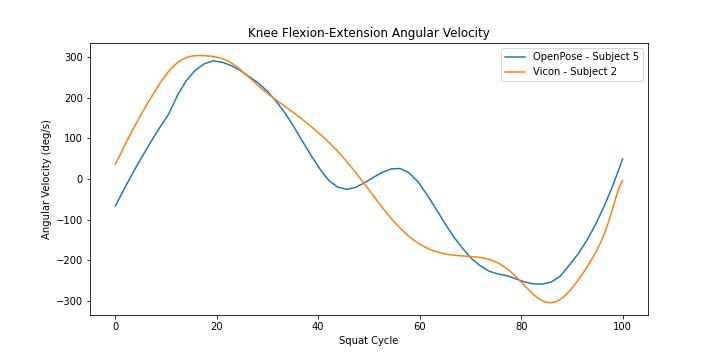 Knee Flexion-Extension Angular Velocity
OpenPose - Subject 5
Vicon - Subject 2
Angular Velocity (deg/s)
300
200
100
0
−100
−200
−300
0 20 40 60 80 100
Squat Cycle